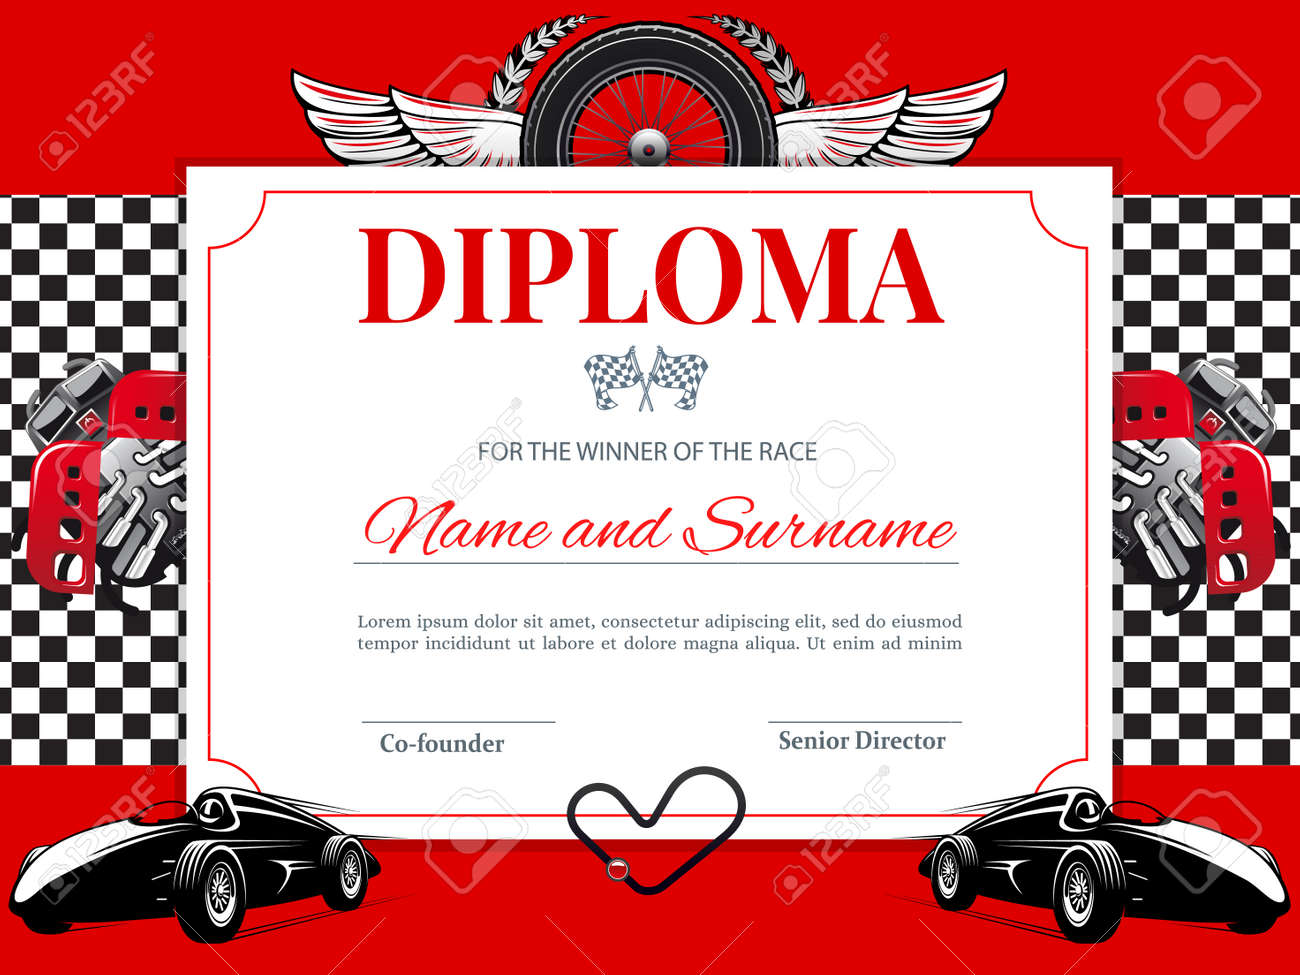 DIPLOMA
FOR THE WINNER OF THE RACE
Name and Surname
Lorem ipsum dolor sit amet, consectetur adipiscing elit, sed do eiusmod
tempor incididunt ut labore et dolore magna aliqua. Ut enim ad minim
Co-founder
Senior Director
123RF